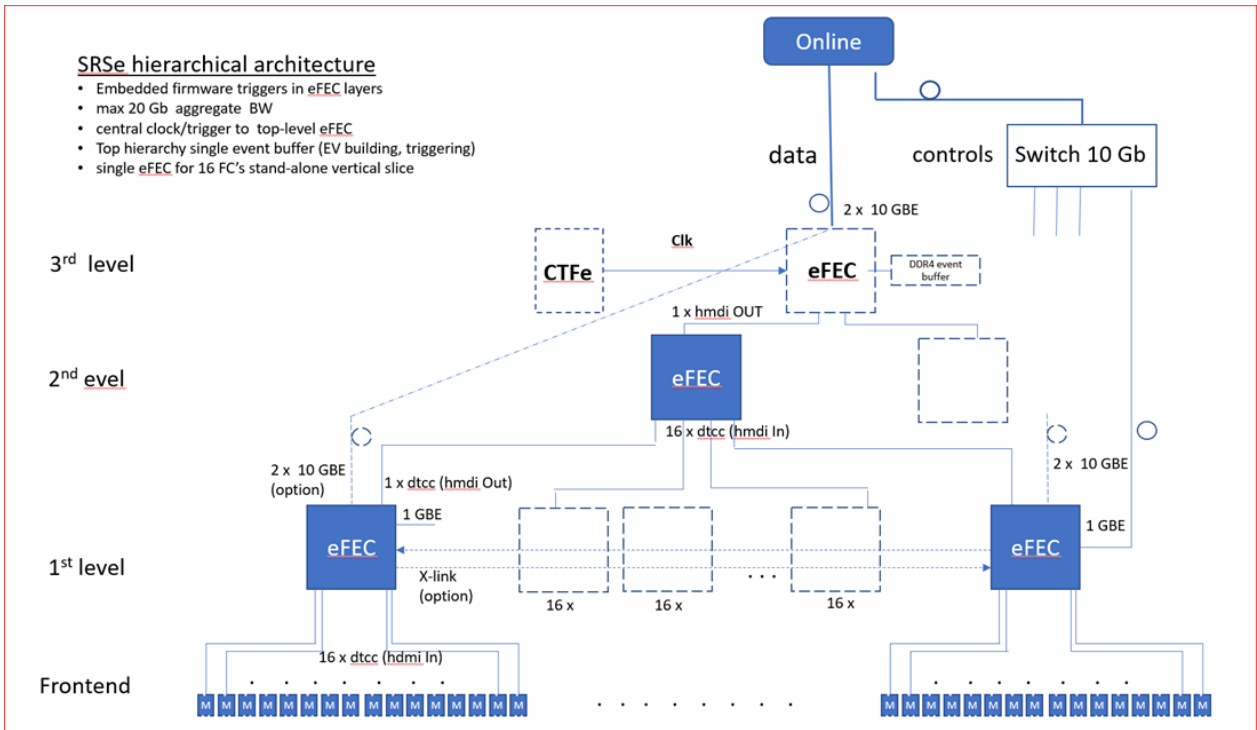 Online
SRSe hierarchical architecture
• Embedded firmware triggers in eFEC layers
• max 20 Gb aggregate BW
• central clock/trigger to top-level eFEC
• Top hierarchy single event buffer (EV building, triggering)
• single eFEC for 16 FC's stand-alone vertical slice
data
controls
Switch 10 Gb
2 x 10 GBE
3rd level
CTFe
Clk
eFEC
DDR4 event
buffer
1 x hmdi OUT
2nd evel
eFEC
16 x dtcc (hmdi In)
2 x 10 GBE
(option)
1 x dtcc (hmdi Out)
2 x 10 GBE
1 GBE
1 GBE
1st level
eFEC
eFEC
X-link
(option)
. . .
16 x
16 x
16 x
16 x dtcc (hdmi In)
Frontend
M M M M M M M M M M M M M M M M
M M M M M M M M M M M M M M M M